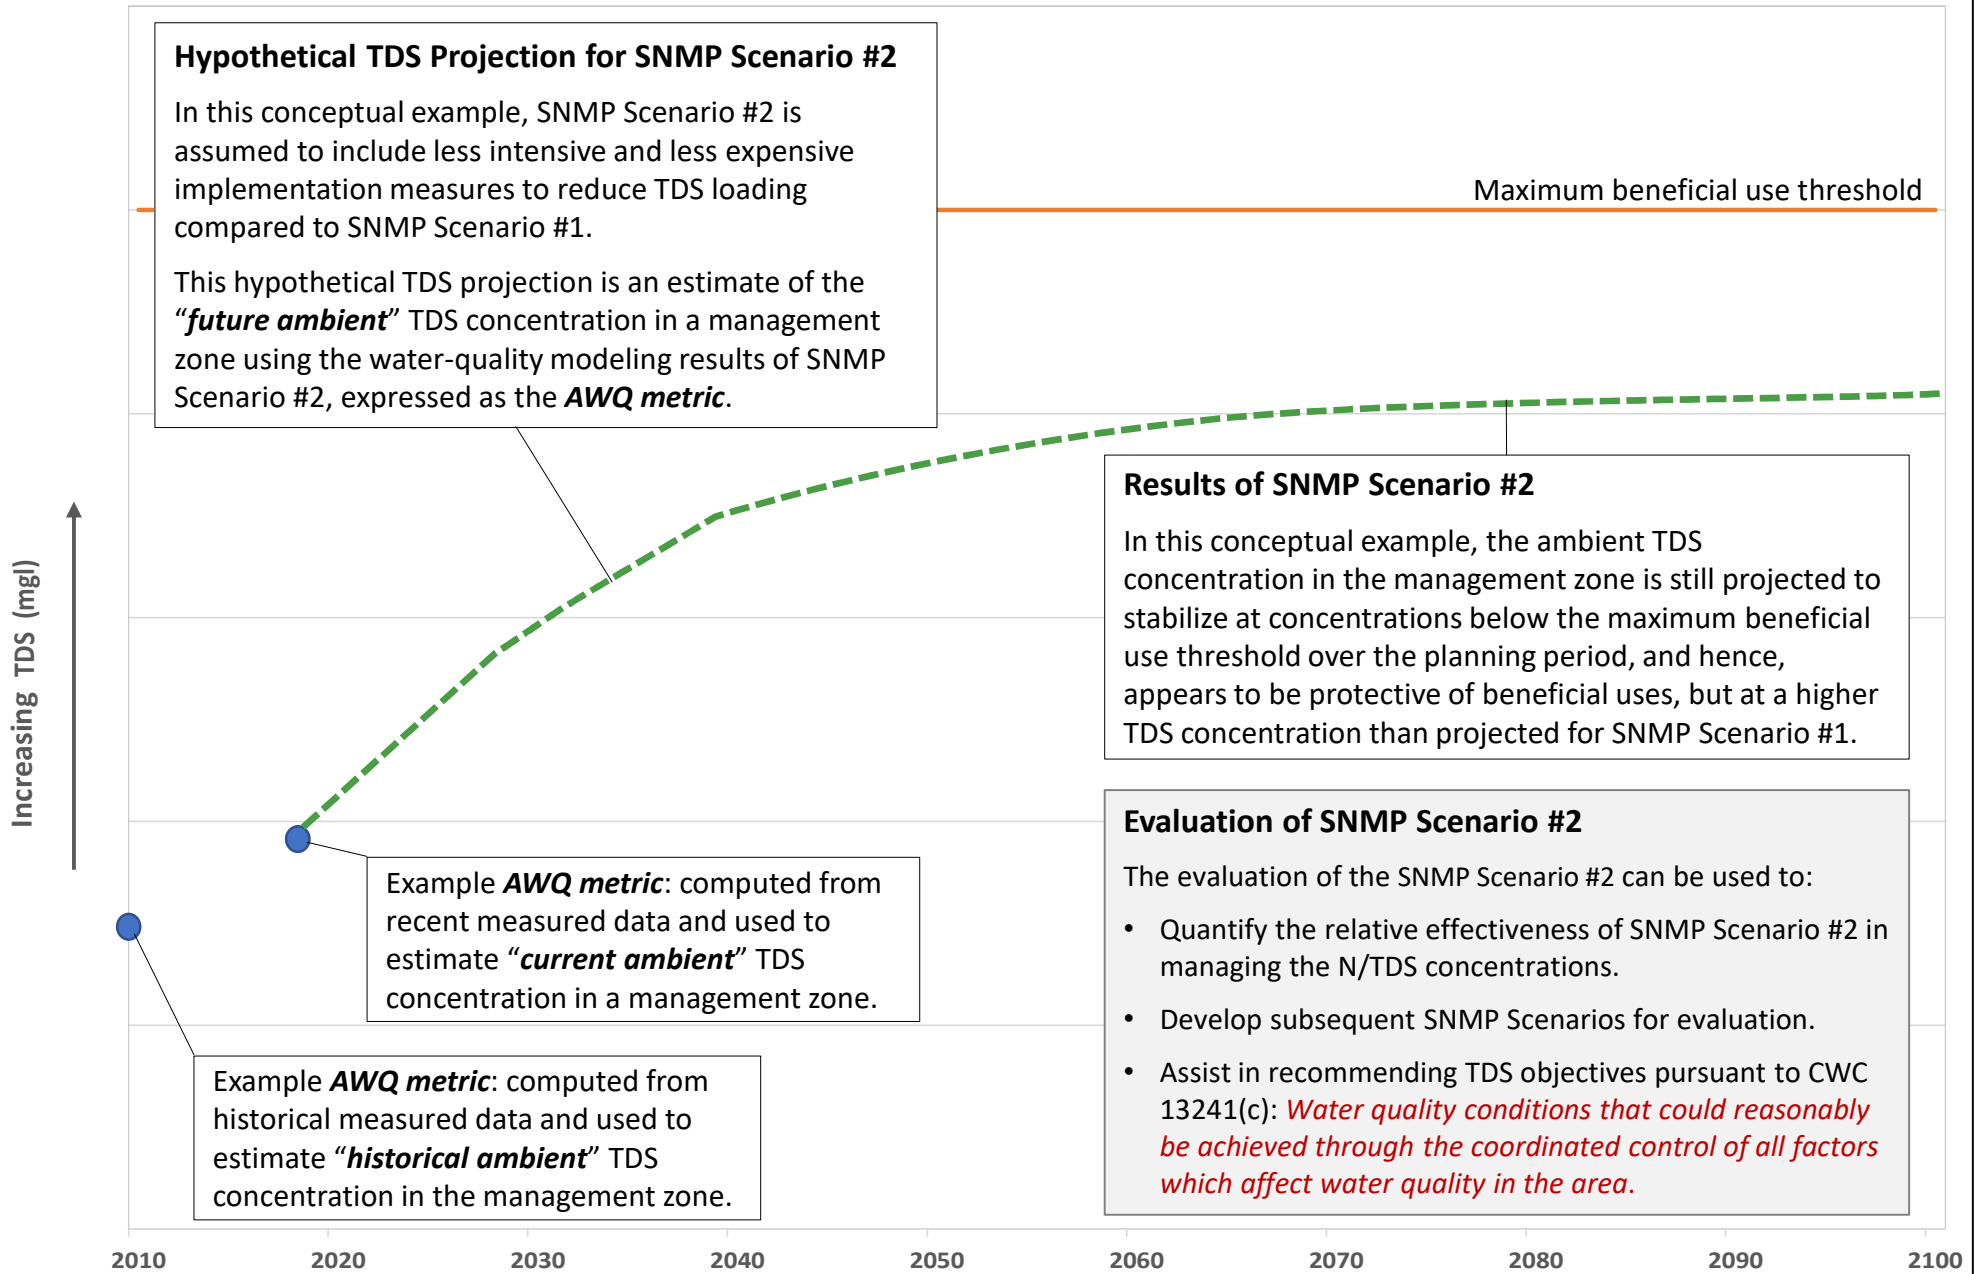 Hypothetical TDS Projection for SNMP Scenario #2
In this conceptual example, SNMP Scenario #2 is
assumed to include less intensive and less expensive
implementation measures to reduce TDS loading
compared to SNMP Scenario #1.
This hypothetical TDS projection is an estimate of the
“future ambient” TDS concentration in a management
zone using the water-quality modeling results of SNMP
Scenario #2, expressed as the AWQ metric.
Maximum beneficial use threshold
Results of SNMP Scenario #2
In this conceptual example, the ambient TDS
concentration in the management zone is still projected to
stabilize at concentrations below the maximum beneficial
use threshold over the planning period, and hence,
appears to be protective of beneficial uses, but at a higher
TDS concentration than projected for SNMP Scenario #1.
Increasing TDS (mgl)
Example AWQ metric: computed from
recent measured data and used to
estimate “current ambient” TDS
concentration in a management zone.
Example AWQ metric: computed from
historical measured data and used to
estimate “historical ambient” TDS
concentration in the management zone.
Evaluation of SNMP Scenario #2
The evaluation of the SNMP Scenario #2 can be used to:
• Quantify the relative effectiveness of SNMP Scenario #2 in
managing the N/TDS concentrations.
• Develop subsequent SNMP Scenarios for evaluation.
• Assist in recommending TDS objectives pursuant to CWC
13241(c): Water quality conditions that could reasonably
be achieved through the coordinated control of all factors
which affect water quality in the area.
2010 2020 2030 2040 2050 2060 2070 2080 2090 2100